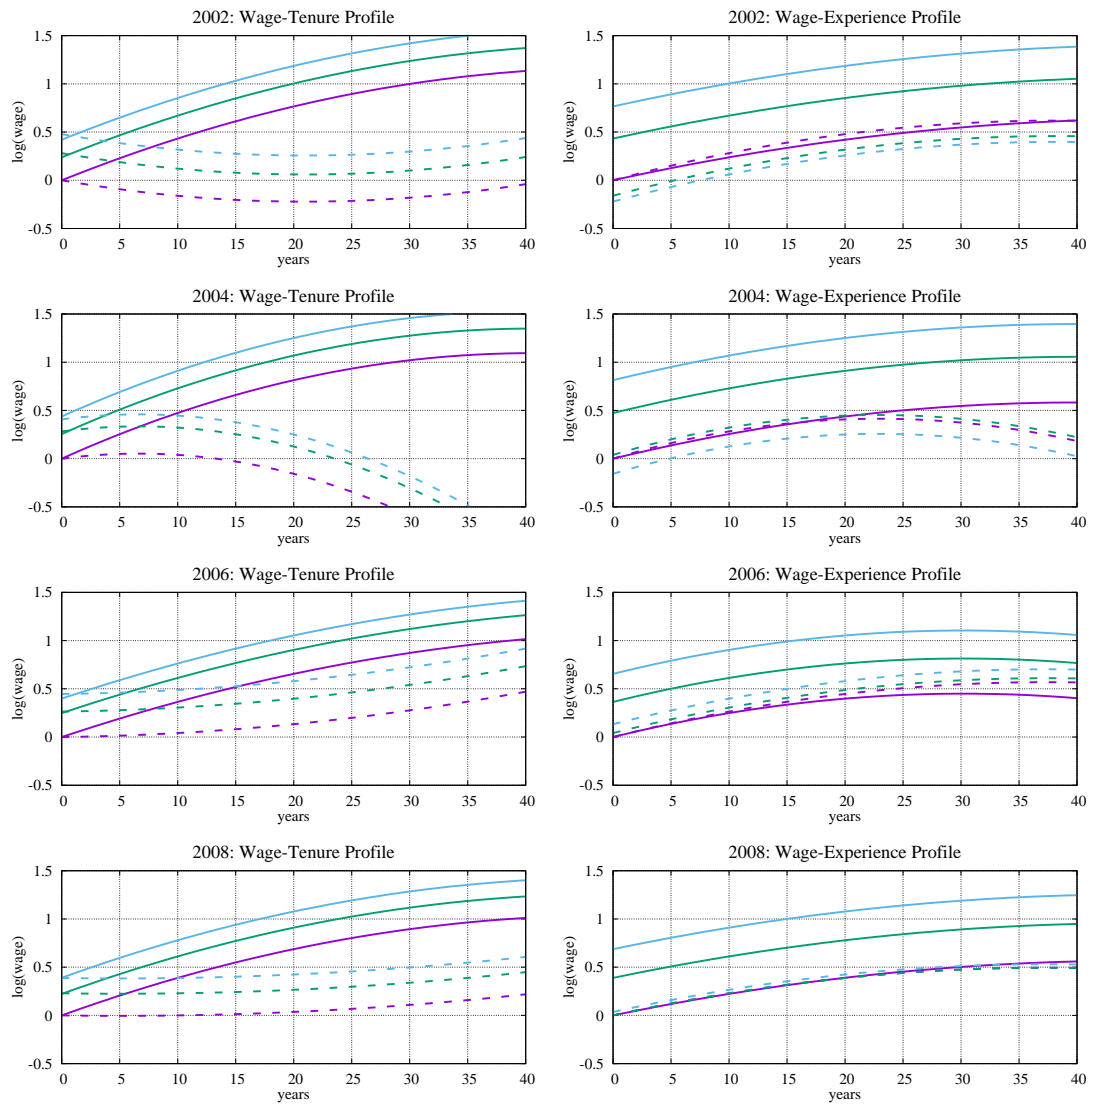 2002: Wage-Tenure Profile
1.5
1
0.5
0
-0.5
log(wage)
0 5 10 15 20 25 30 35 40
years
2002: Wage-Experience Profile
1.5
1
0.5
0
-0.5
log(wage)
0 5 10 15 20 25 30 35 40
years
2004: Wage-Tenure Profile
1.5
1
0.5
0
-0.5
log(wage)
0 5 10 15 20 25 30 35 40
years
2004: Wage-Experience Profile
1.5
1
0.5
0
-0.5
log(wage)
0 5 10 15 20 25 30 35 40
years
2006: Wage-Tenure Profile
1.5
1
0.5
0
-0.5
log(wage)
0 5 10 15 20 25 30 35 40
years
2006: Wage-Experience Profile
1.5
1
0.5
0
-0.5
log(wage)
0 5 10 15 20 25 30 35 40
years
2008: Wage-Tenure Profile
1.5
1
0.5
0
-0.5
log(wage)
0 5 10 15 20 25 30 35 40
years
2008: Wage-Experience Profile
1.5
1
0.5
0
-0.5
log(wage)
0 5 10 15 20 25 30 35 40
years